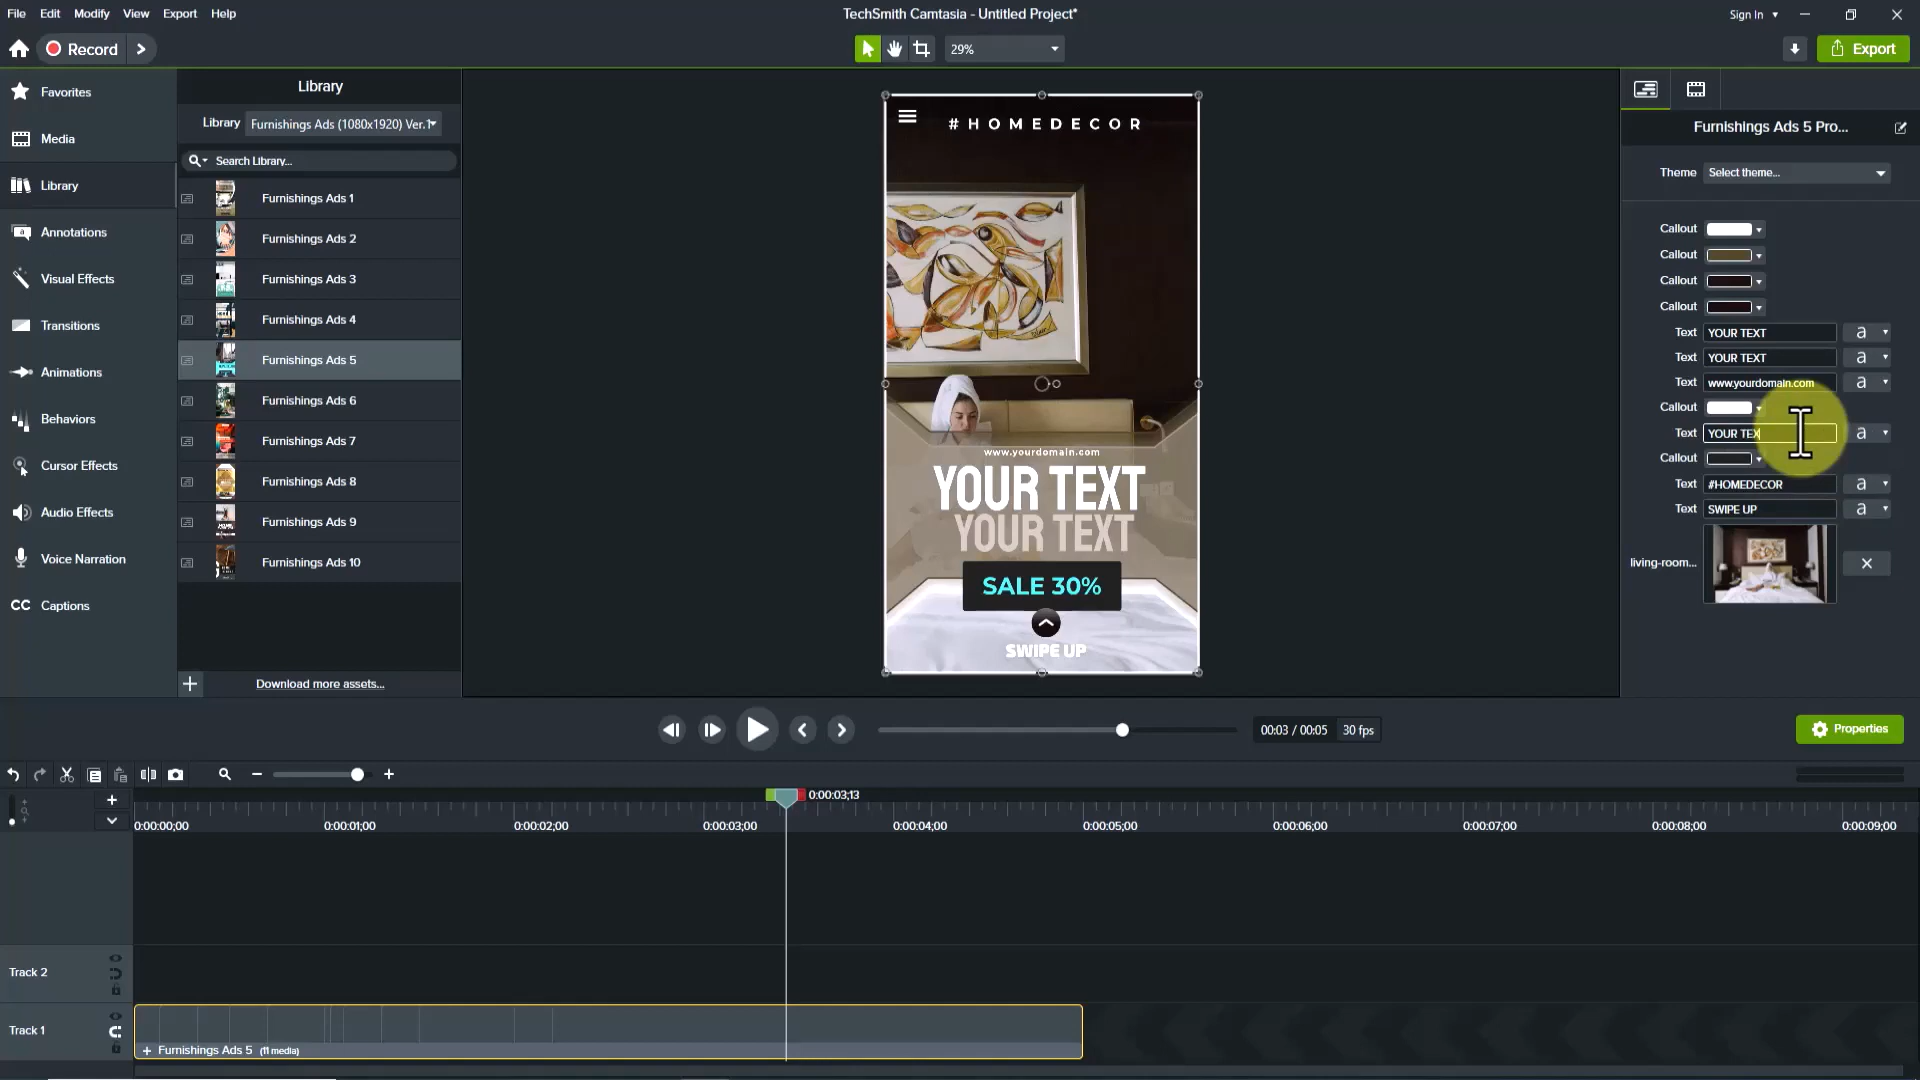 File Edit Modify View Export Help
TechSmith Camtasia - Untitled Project*
Sign In
Record
29%
Export
Favorites
Media
Library
Annotations
Visual Effects
Transitions
Animations
Behaviors
Cursor Effects
Audio Effects
Voice Narration
CC Captions
Library
Library Furnishings Ads (1080x1920) Ver.1
Search Library...
Furnishings Ads 1
Furnishings Ads 2
Furnishings Ads 3
Furnishings Ads 4
Furnishings Ads 5
Furnishings Ads 6
Furnishings Ads 7
Furnishings Ads 8
Furnishings Ads 9
Furnishings Ads 10
Download more assets...
#HOMEDECOR
www.yourdomain.com
YOUR TEXT
YOUR TEXT
SALE 30%
SWIPE UP
Furnishings Ads 5 Pro...
Theme Select theme...
Callout
Callout
Callout
Callout
Text YOUR TEXT a
Text YOUR TEXT a
Text www.yourdomain.com a
Callout
Text YOUR TEX a
Callout
Text #HOMEDECOR a
Text SWIPE UP a
living-room...
00:03 / 00:05 30 fps
Properties
0:00:03;13
0:00:00;00 0:00:01;00 0:00:02;00 0:00:03;00 0:00:04;00 0:00:05;00 0:00:06;00 0:00:07;00 0:00:08;00 0:00:09;00
Track 2
Track 1
+ Furnishings Ads 5 (11 media)